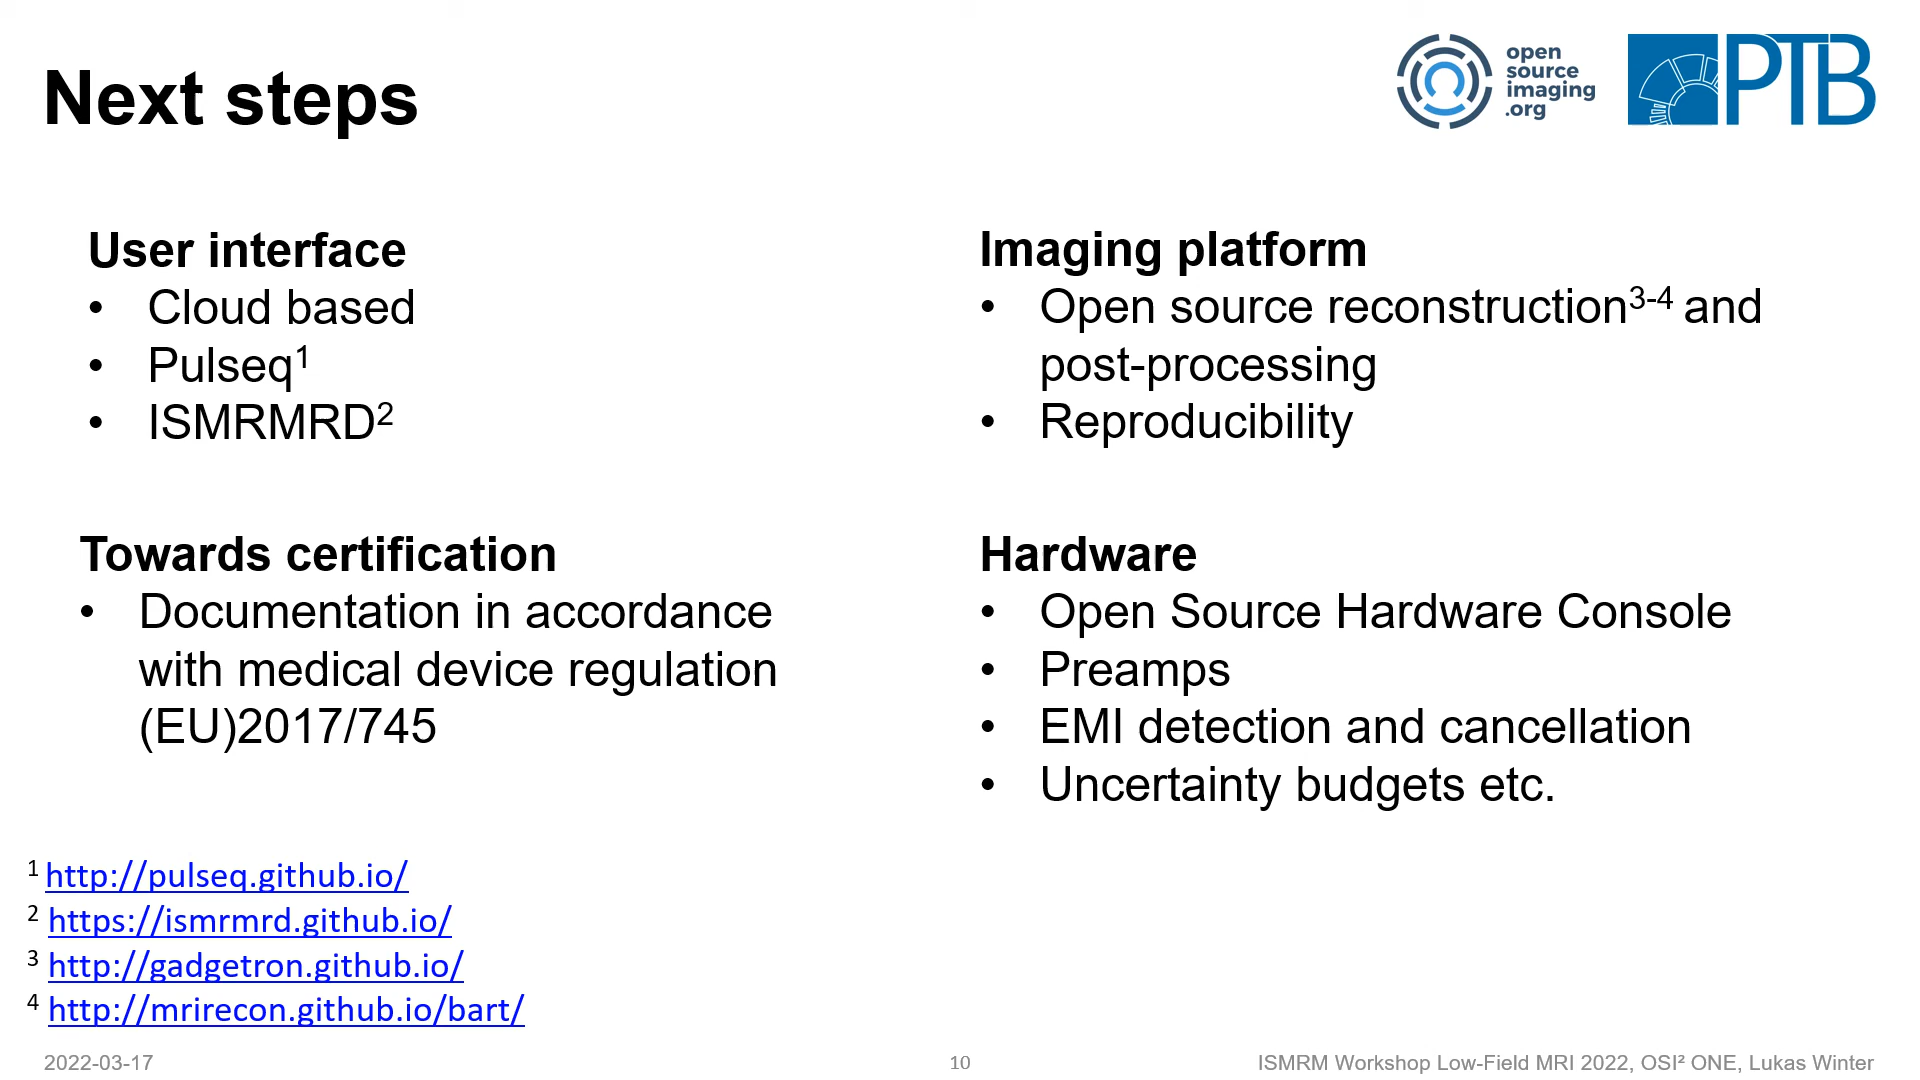 Next steps
open
source
imaging
.org
PTB
User interface
• Cloud based
• Pulseq¹
• ISMRMRD²
Imaging platform
• Open source reconstruction³⁻⁴ and
post-processing
• Reproducibility
Towards certification
• Documentation in accordance
with medical device regulation
(EU)2017/745
Hardware
• Open Source Hardware Console
• Preamps
• EMI detection and cancellation
• Uncertainty budgets etc.
¹ http://pulseq.github.io/
² https://ismrmrd.github.io/
³ http://gadgetron.github.io/
⁴ http://mrirecon.github.io/bart/
2022-03-17
10
ISMRM Workshop Low-Field MRI 2022, OSI² ONE, Lukas Winter